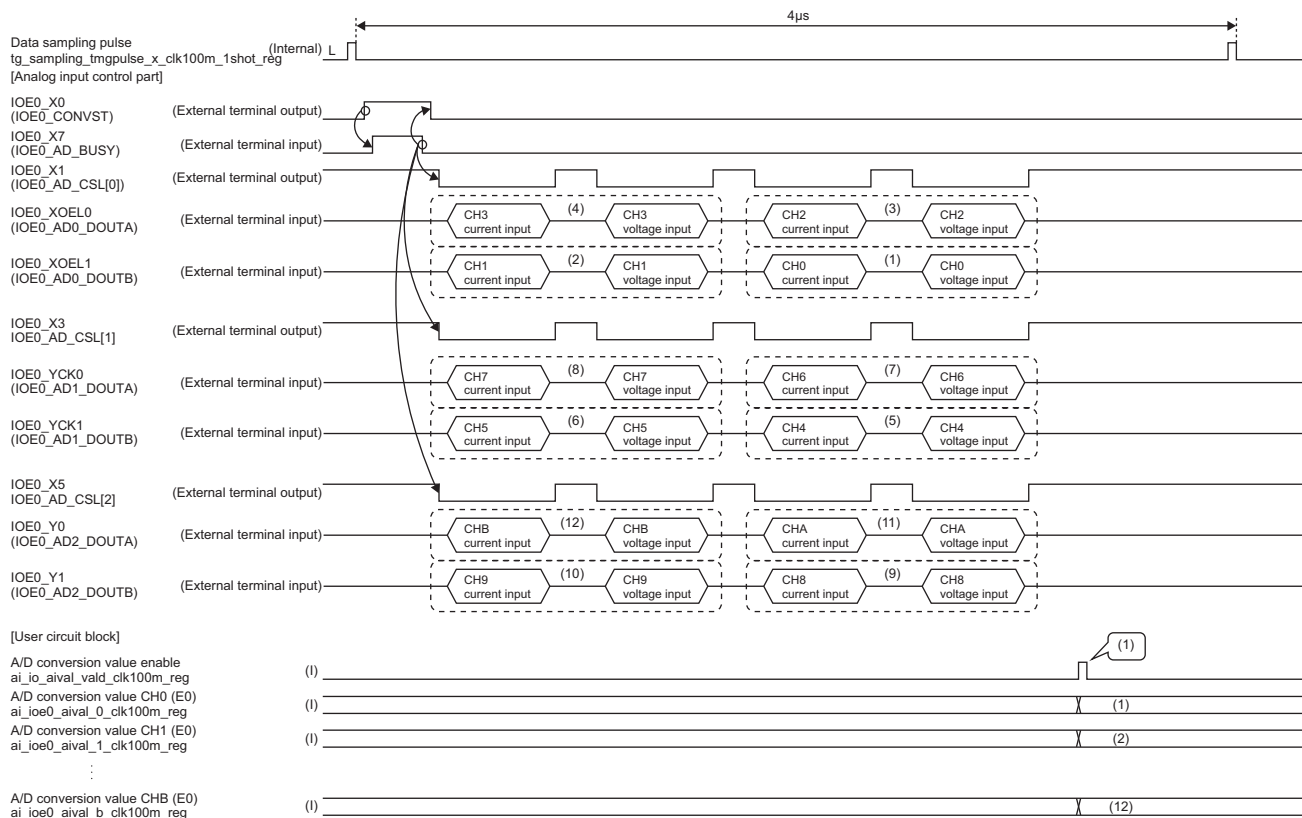 4µs
Data sampling pulse
tg_sampling_tmgpulse_x_clk100m_1shot_reg
(Internal) L
[Analog input control part]
IOE0_X0
(IOE0_CONVST)
(External terminal output)
IOE0_X7
(IOE0_AD_BUSY)
(External terminal input)
IOE0_X1
(IOE0_AD_CSL[0])
(External terminal output)
IOE0_XOEL0
(IOE0_AD0_DOUTA)
(External terminal input)
CH3
current input
(4)
CH3
voltage input
CH2
current input
(3)
CH2
voltage input
IOE0_XOEL1
(IOE0_AD0_DOUTB)
(External terminal input)
CH1
current input
(2)
CH1
voltage input
CH0
current input
(1)
CH0
voltage input
IOE0_X3
IOE0_AD_CSL[1]
(External terminal output)
IOE0_YCK0
(IOE0_AD1_DOUTA)
(External terminal input)
CH7
current input
(8)
CH7
voltage input
CH6
current input
(7)
CH6
voltage input
IOE0_YCK1
(IOE0_AD1_DOUTB)
(External terminal input)
CH5
current input
(6)
CH5
voltage input
CH4
current input
(5)
CH4
voltage input
IOE0_X5
IOE0_AD_CSL[2]
(External terminal output)
IOE0_Y0
(IOE0_AD2_DOUTA)
(External terminal input)
CHB
current input
(12)
CHB
voltage input
CHA
current input
(11)
CHA
voltage input
IOE0_Y1
(IOE0_AD2_DOUTB)
(External terminal input)
CH9
current input
(10)
CH9
voltage input
CH8
current input
(9)
CH8
voltage input
[User circuit block]
(1)
A/D conversion value enable
ai_io_aival_vald_clk100m_reg
(I)
A/D conversion value CH0 (E0)
ai_ioe0_aival_0_clk100m_reg
(I)
(1)
A/D conversion value CH1 (E0)
ai_ioe0_aival_1_clk100m_reg
(I)
(2)
A/D conversion value CHB (E0)
ai_ioe0_aival_b_clk100m_reg
(I)
(12)